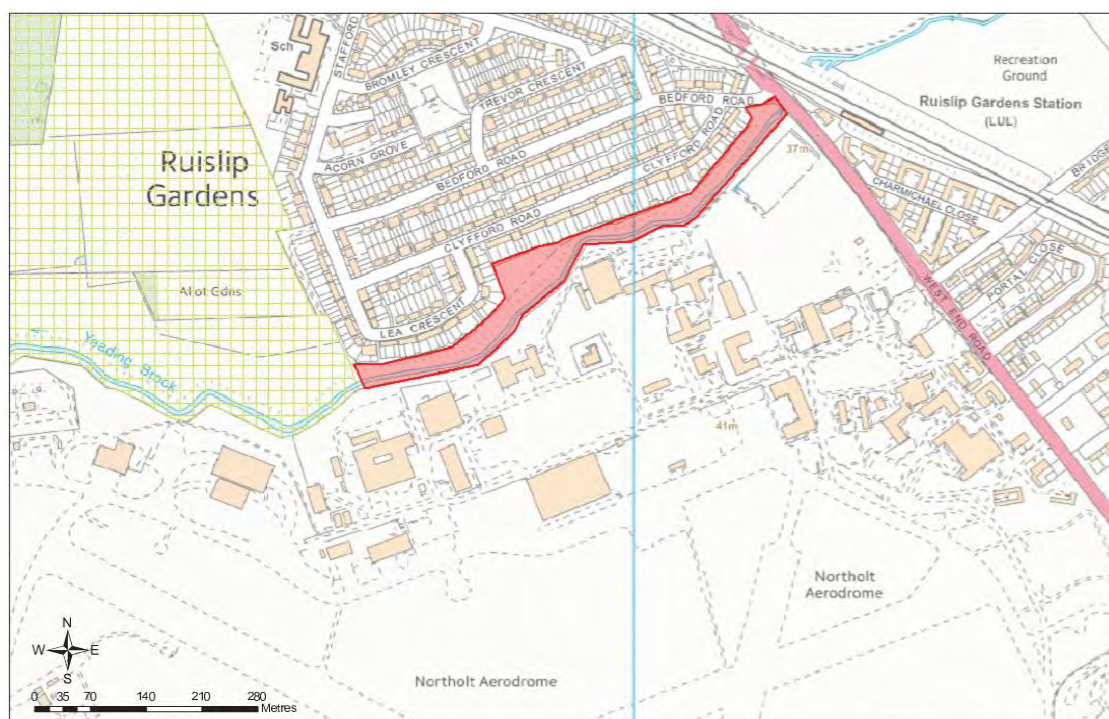 Sch
STAFFORD
BROMLEY CRESCENT
TREVOR CRESCENT
BEDFORD ROAD
Recreation
Ground
Ruislip Gardens Station
(LUL)
Ruislip
Gardens
ACORN GROVE
BEDFORD ROAD
CLYFFORD ROAD
37m
BRIDGE
CHARMICHAEL CLOSE
CLYFFORD ROAD
PORTAL CLOSE
Allot Gdns
LEA CRESCENT
WEST END ROAD
Yeading Brook
41m
Northolt
Aerodrome
Northolt Aerodrome
N
W E
S
0 35 70 140 210 280
Metres